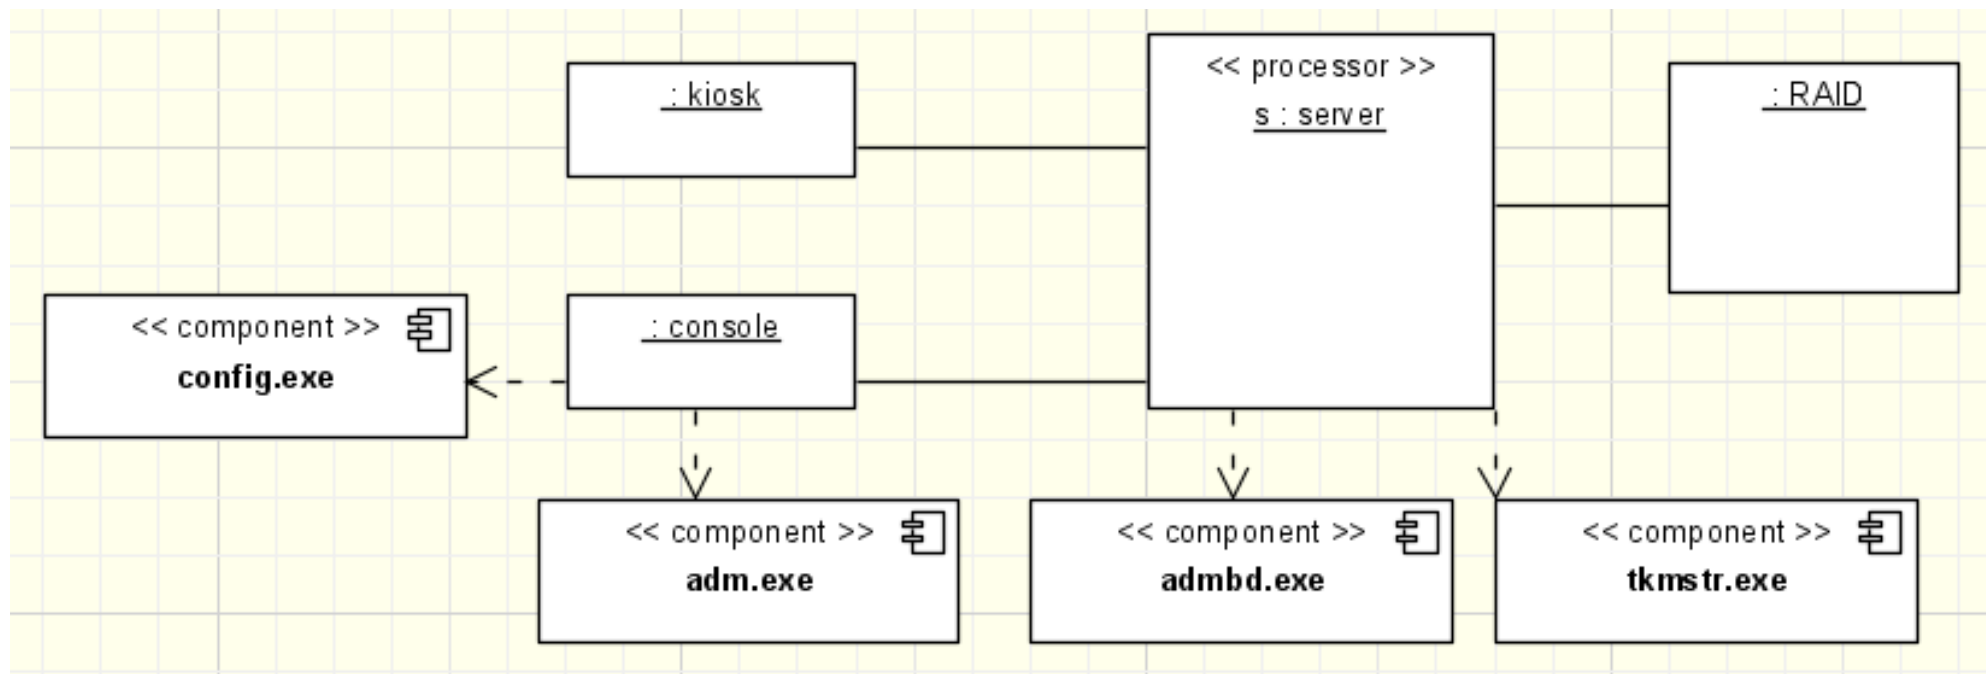 : kiosk
<< processor >>
s : server
: RAID
<< component >>
config.exe
: console
<< component >>
adm.exe
<< component >>
admbd.exe
<< component >>
tkmstr.exe